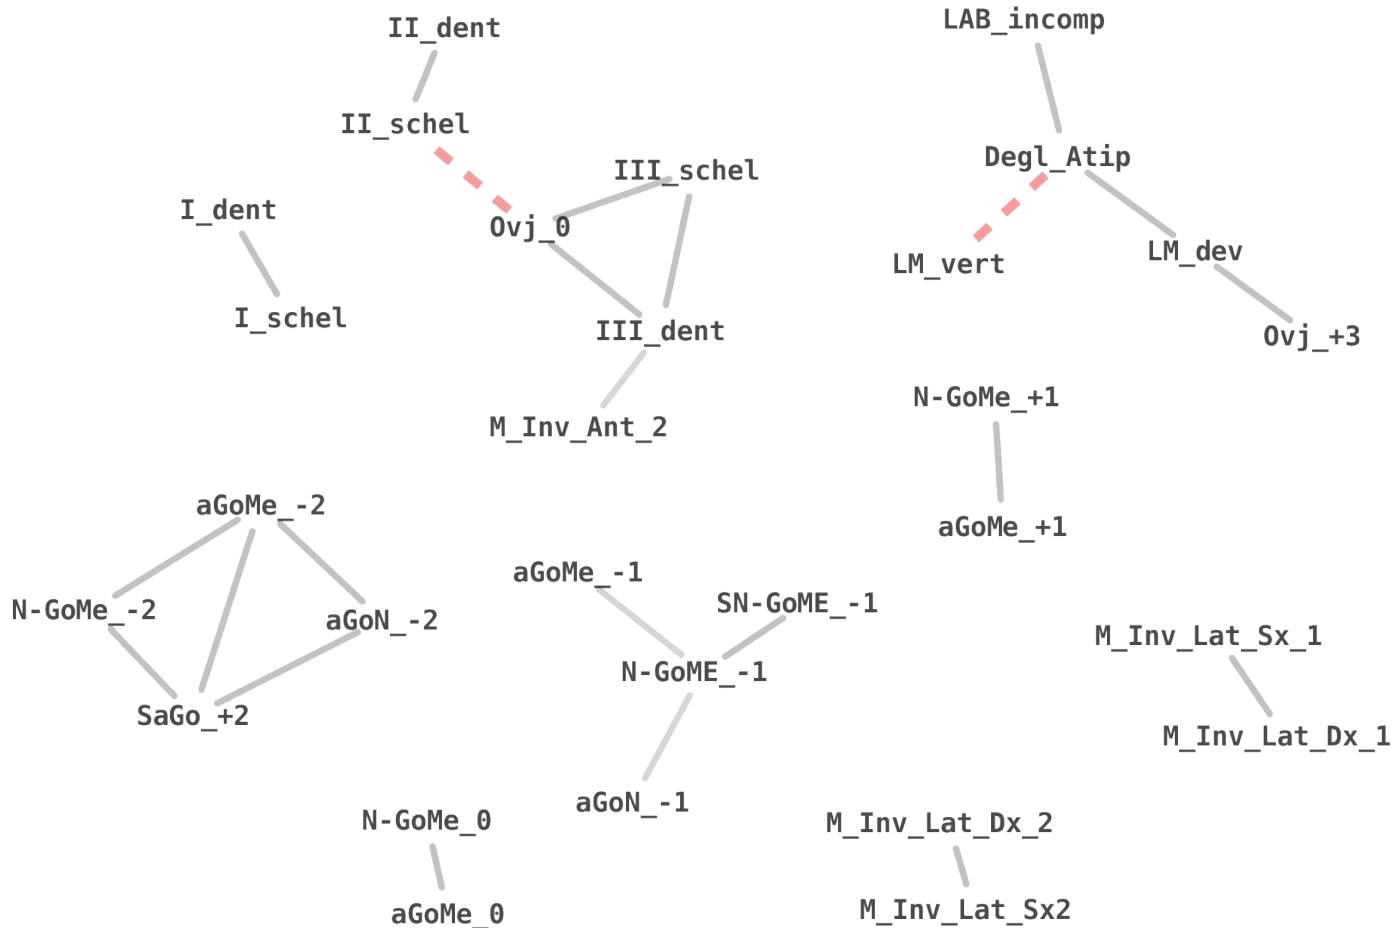 II_dent
LAB_incomp
II_schel
Degl_Atip
III_schel
I_dent
Ovj_0
LM_dev
LM_vert
I_schel
III_dent
Ovj_+3
N-GoMe_+1
M_Inv_Ant_2
aGoMe_-2
aGoMe_+1
aGoMe_-1
SN-GoME_-1
N-GoMe_-2
aGoN_-2
M_Inv_Lat_Sx_1
N-GoME_-1
SaGo_+2
M_Inv_Lat_Dx_1
aGoN_-1
N-GoMe_0
M_Inv_Lat_Dx_2
aGoMe_0
M_Inv_Lat_Sx2